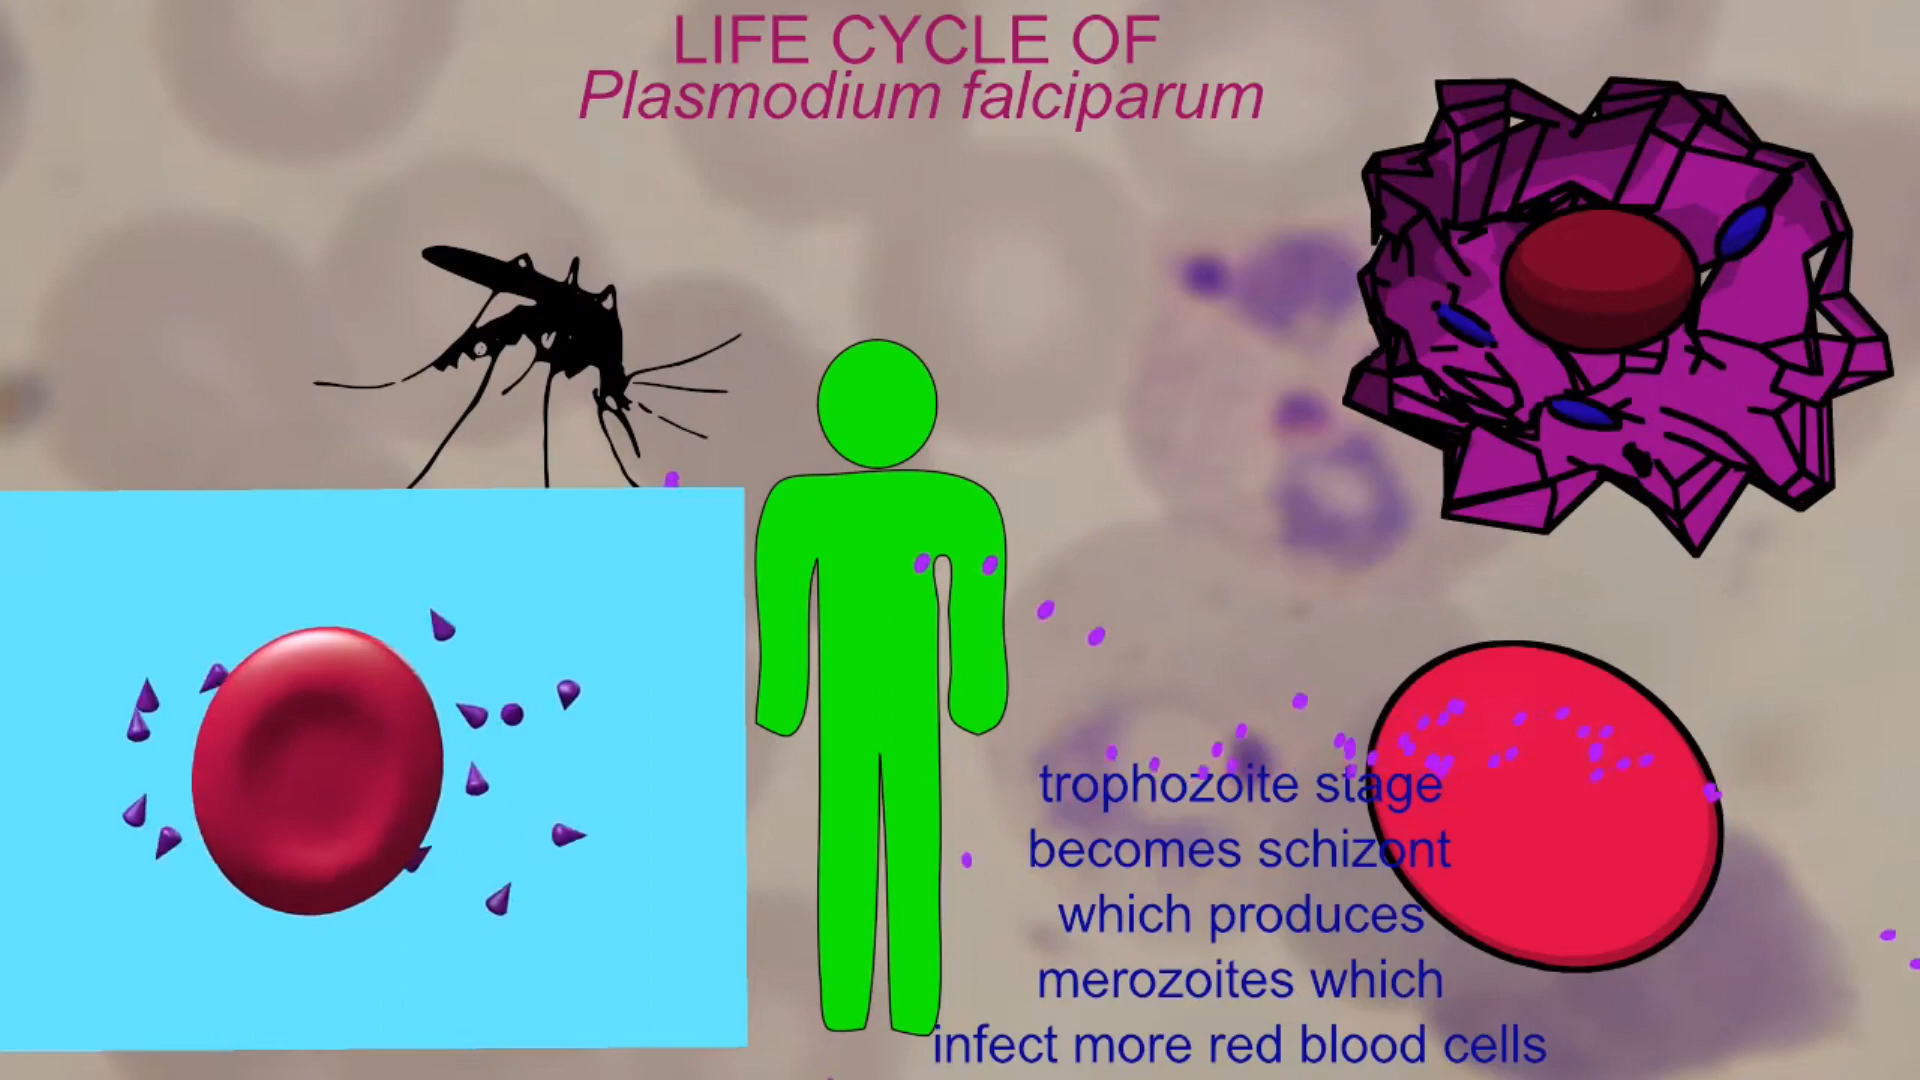 LIFE CYCLE OF
Plasmodium falciparum
trophozoite stage
becomes schizont
which produces
merozoites which
infect more red blood cells